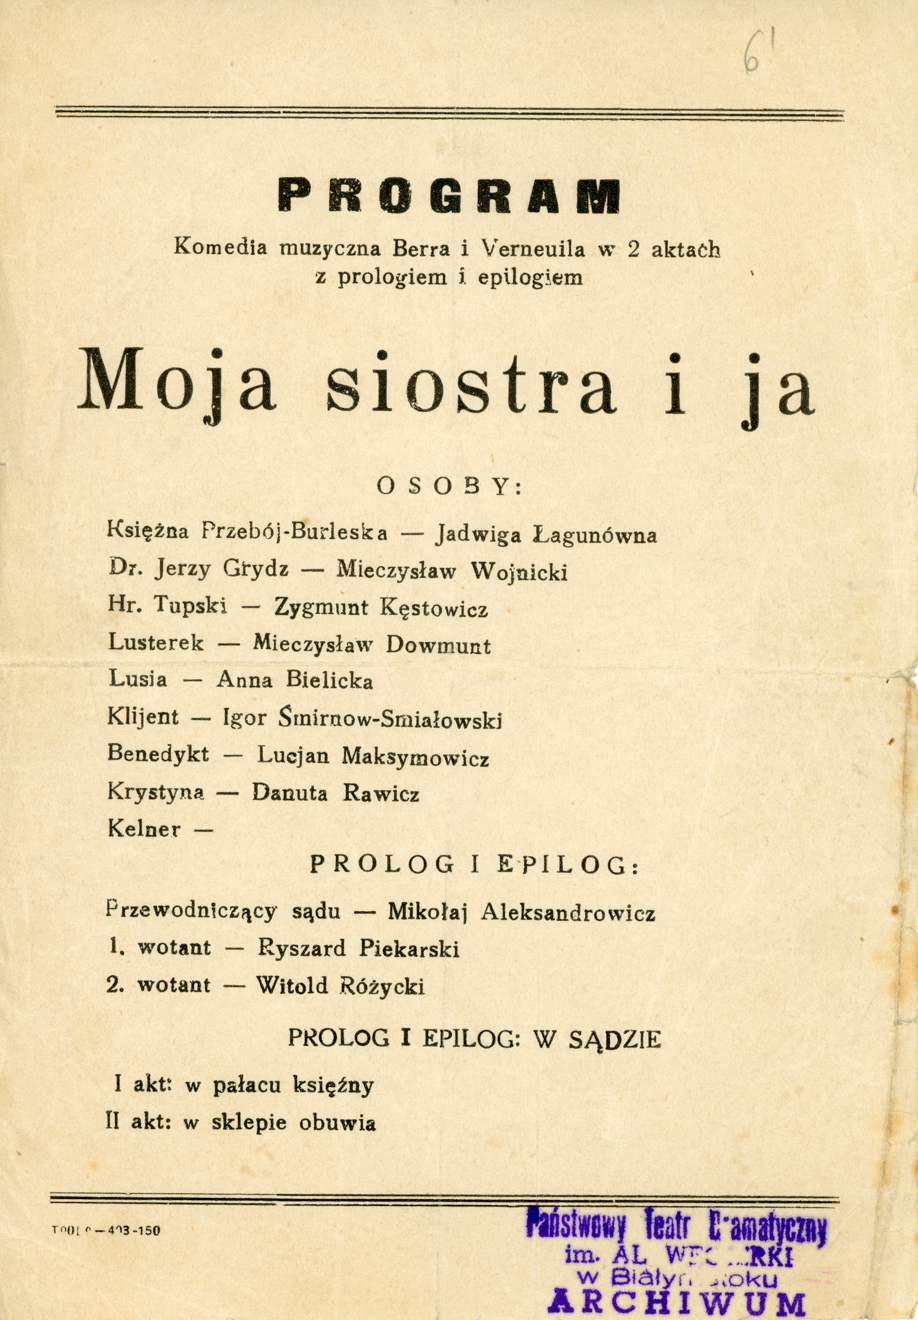 6'
PROGRAM
Komedia muzyczna Berra i Verneuila w 2 aktach
z prologiem i epilogiem
Moja siostra i ja
OSOBY:
Księżna Przebój-Burleska — Jadwiga Łagunówna
Dr. Jerzy Grydz — Mieczysław Wojnicki
Hr. Tupski — Zygmunt Kęstowicz
Lusterek — Mieczysław Dowmunt
Lusia — Anna Bielicka
Klijent — Igor Śmirnow-Smiałowski
Benedykt — Lucjan Maksymowicz
Krystyna — Danuta Rawicz
Kelner —
PROLOG I EPILOG:
Przewodniczący sądu — Mikołaj Aleksandrowicz
1. wotant — Ryszard Piekarski
2. wotant — Witold Różycki
PROLOG I EPILOG: W SĄDZIE
I akt: w pałacu księźny
II akt: w sklepie obuwia
Państwowy Teatr Dramatyczny
im. AL
w
ARCHIWUM